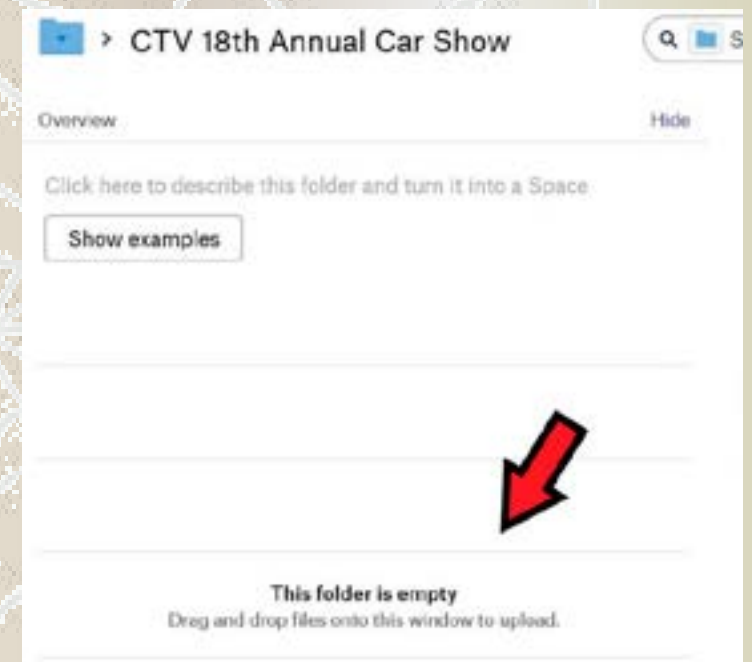 > CTV 18th Annual Car Show
S
Overview
Hide
Click here to describe this folder and turn it into a Space
Show examples
This folder is empty
Drag and drop files onto this window to upload.